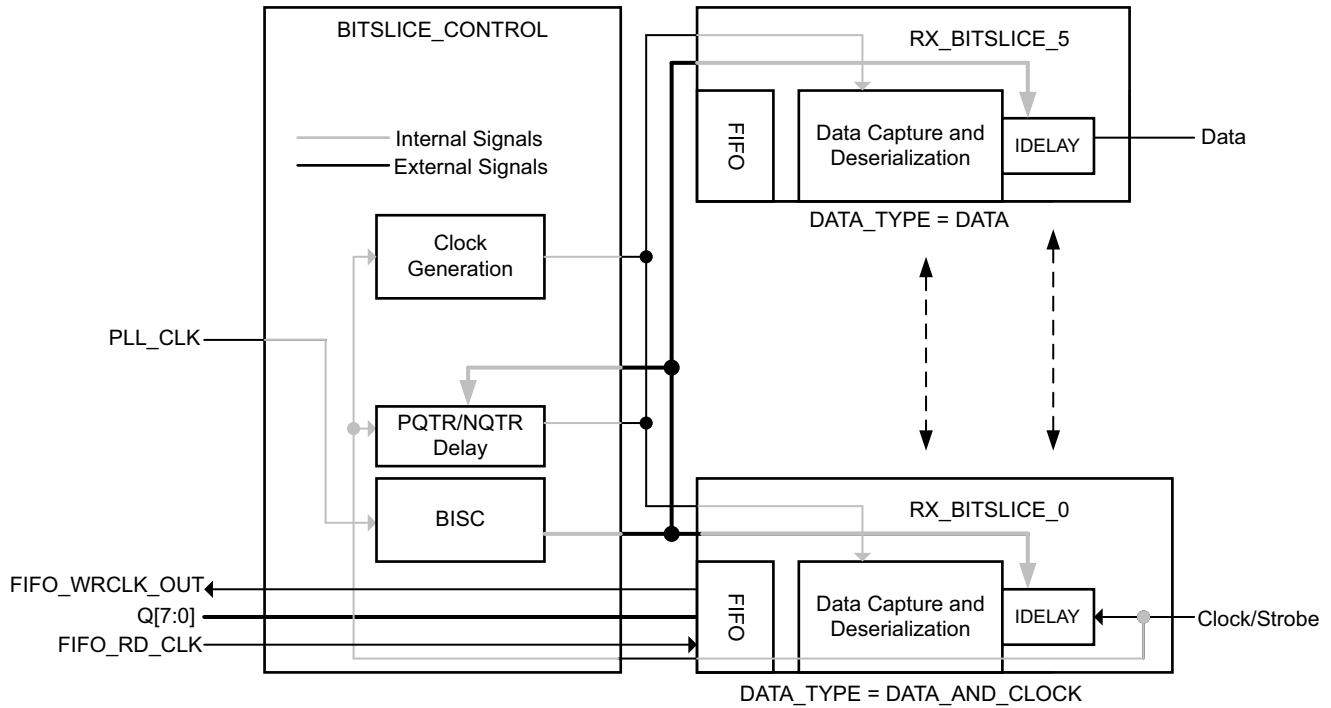 BITSLICE_CONTROL
Internal Signals
External Signals
Clock
Generation
PLL_CLK
PQTR/NQTR
Delay
BISC
FIFO_WRCLK_OUT
Q[7:0]
FIFO_RD_CLK
RX_BITSLICE_5
FIFO
Data Capture and
Deserialization
IDELAY
Data
DATA_TYPE = DATA
RX_BITSLICE_0
FIFO
Data Capture and
Deserialization
IDELAY
Clock/Strobe
DATA_TYPE = DATA_AND_CLOCK